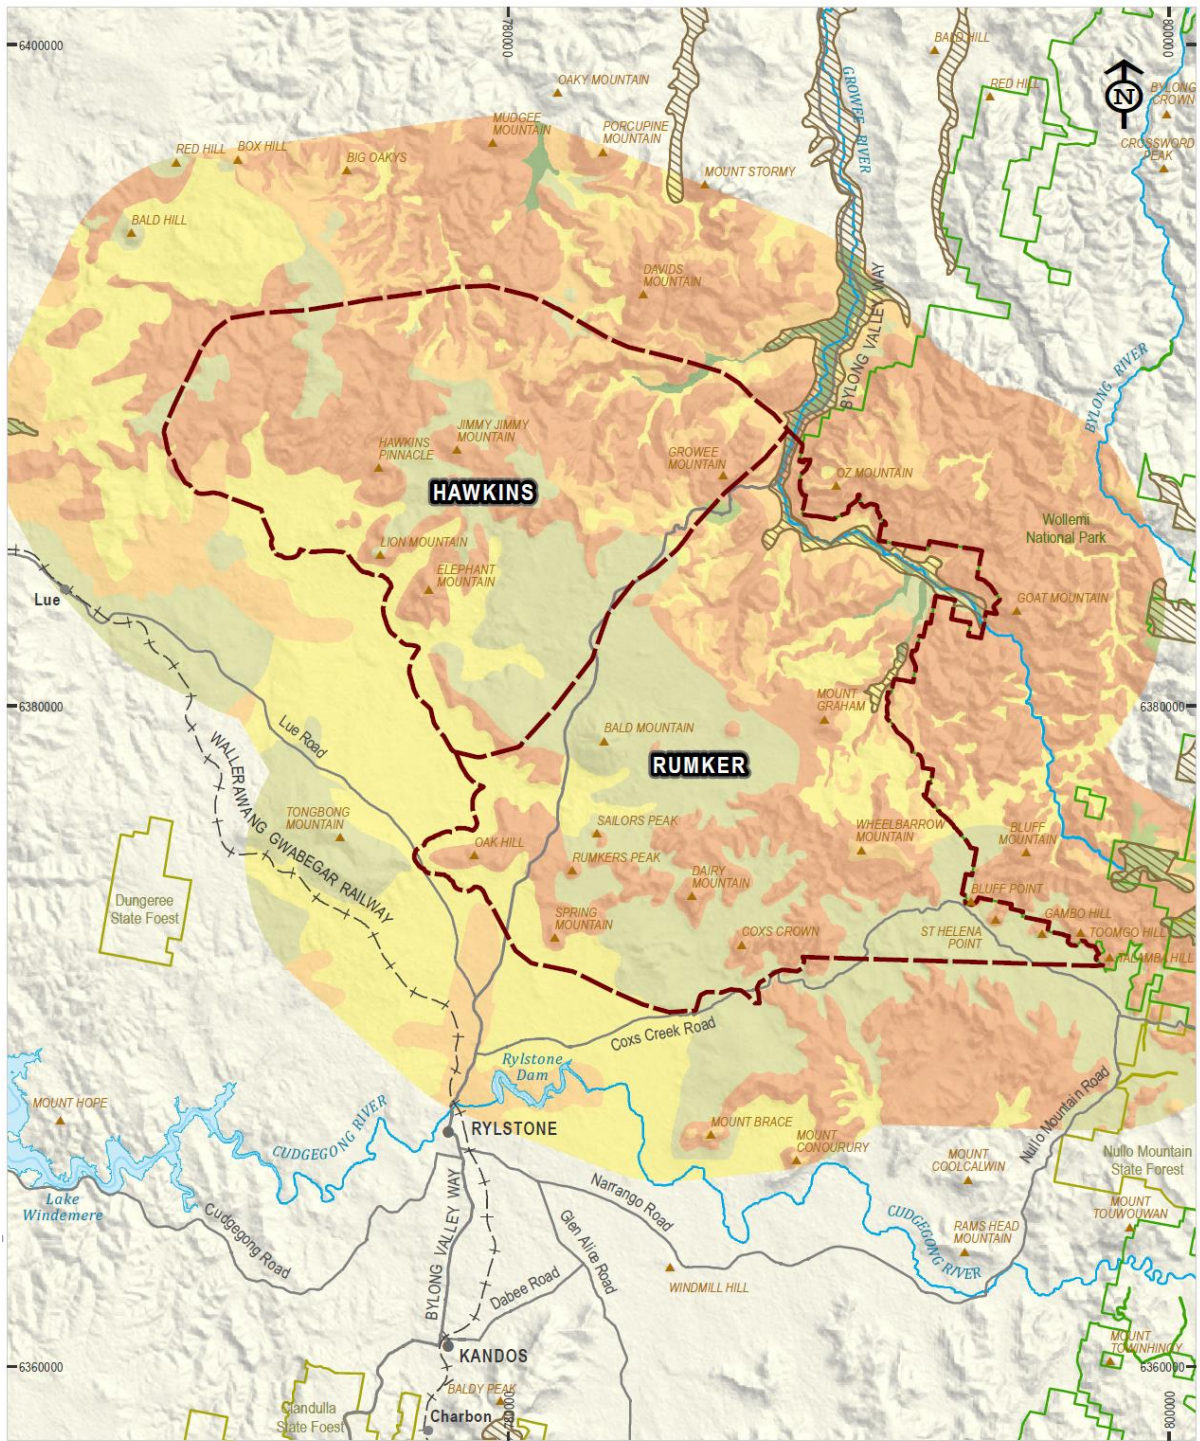 780000
800000
6400000
BALD HILL
OAKY MOUNTAIN
GROWEE RIVER
RED HILL
BYLONG
CROWN
N
MUDGEE
MOUNTAIN
PORCUPINE
MOUNTAIN
CROSSWORD
PEAK
RED HILL
BOX HILL
BIG OAKYS
MOUNT STORMY
BALD HILL
DAVIDS
MOUNTAIN
BYLONG VALLEY WAY
BYLONG RIVER
JIMMY JIMMY
MOUNTAIN
HAWKINS
PINNACLE
GROWEE
MOUNTAIN
OZ MOUNTAIN
HAWKINS
Wollemi
National Park
LION MOUNTAIN
ELEPHANT
MOUNTAIN
Lue
GOAT MOUNTAIN
6380000
6380000
MOUNT
GRAHAM
Lue Road
BALD MOUNTAIN
WALLERAWANG GWABEGAR RAILWAY
RUMKER
TONGBONG
MOUNTAIN
SAILORS PEAK
WHEELBARROW
MOUNTAIN
BLUFF
MOUNTAIN
OAK HILL
RUMKERS PEAK
DAIRY
MOUNTAIN
BLUFF POINT
Dungeree
State Foest
SPRING
MOUNTAIN
COXS CROWN
ST HELENA
POINT
GAMBO HILL
TOOMGO HILL
TALAMBA HILL
Coxs Creek Road
Rylstone
Dam
MOUNT HOPE
CUDGEGONG RIVER
RYLSTONE
MOUNT BRACE
MOUNT
CONOURURY
Nullo Mountain Road
MOUNT
COOLCALWIN
Nullo Mountain
State Forest
Lake
Windemere
Cudgegong Road
BYLONG VALLEY WAY
Narrango Road
Glen Alice Road
CUDGEGONG RIVER
RAMS HEAD
MOUNTAIN
MOUNT
TOUWOUWAN
Dabee Road
WINDMILL HILL
KANDOS
MOUNT
TOWINHINGY
6360000
6360000
BALDY PEAK
Clandulla
State Foest
Charbon
780000
800000